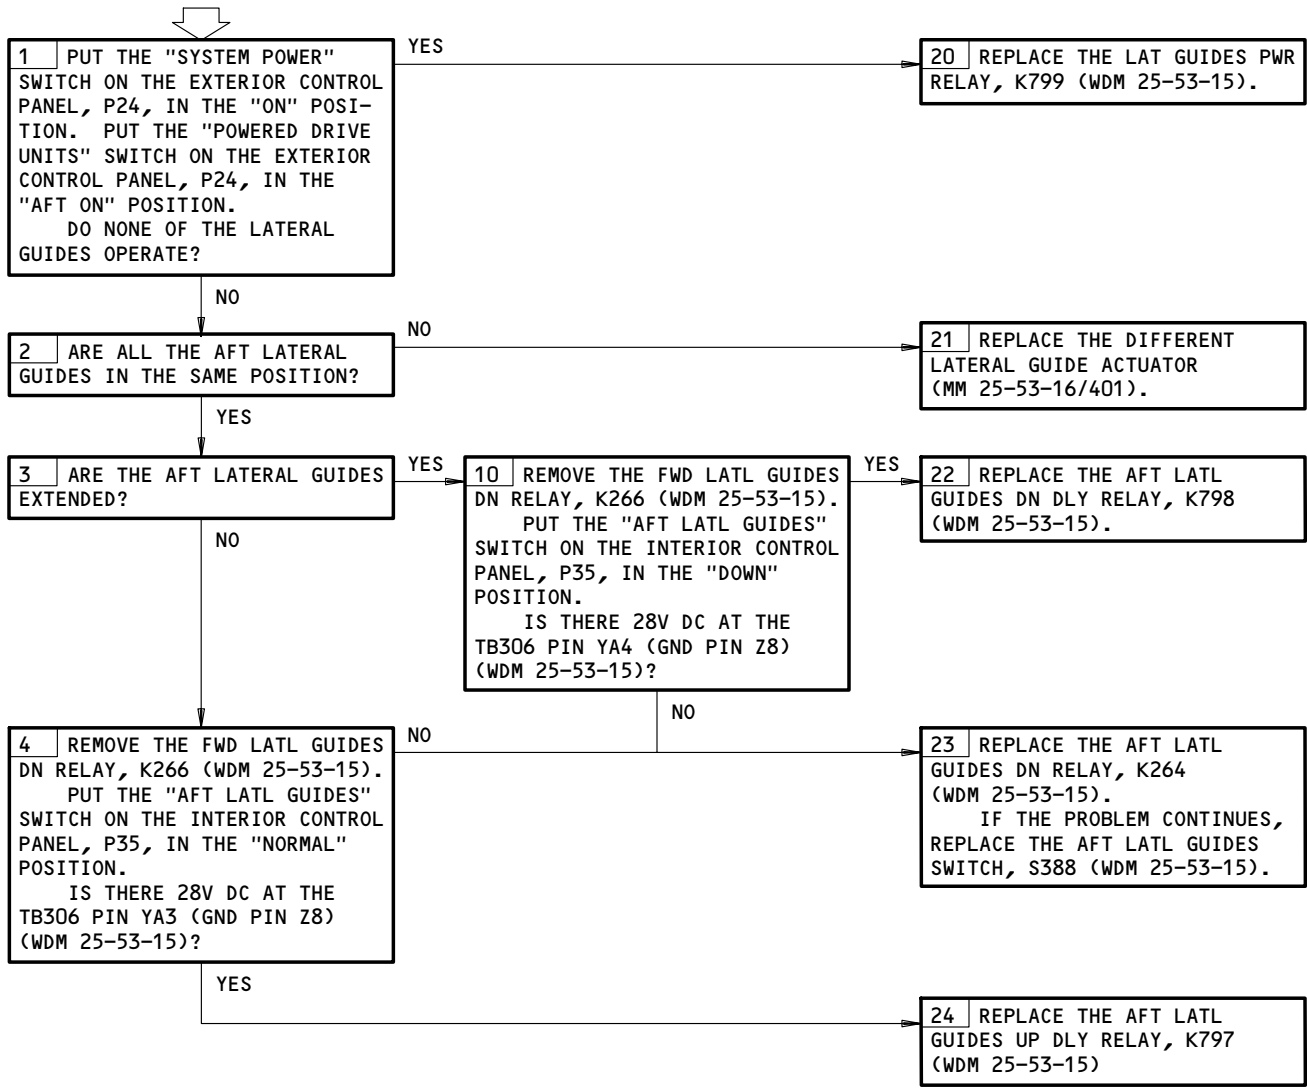 1 PUT THE "SYSTEM POWER"
SWITCH ON THE EXTERIOR CONTROL
PANEL, P24, IN THE "ON" POSI-
TION. PUT THE "POWERED DRIVE
UNITS" SWITCH ON THE EXTERIOR
CONTROL PANEL, P24, IN THE
"AFT ON" POSITION.
DO NONE OF THE LATERAL
GUIDES OPERATE?
YES
20 REPLACE THE LAT GUIDES PWR
RELAY, K799 (WDM 25-53-15).
NO
2 ARE ALL THE AFT LATERAL
GUIDES IN THE SAME POSITION?
NO
21 REPLACE THE DIFFERENT
LATERAL GUIDE ACTUATOR
(MM 25-53-16/401).
YES
3 ARE THE AFT LATERAL GUIDES
EXTENDED?
YES
10 REMOVE THE FWD LATL GUIDES
DN RELAY, K266 (WDM 25-53-15).
PUT THE "AFT LATL GUIDES"
SWITCH ON THE INTERIOR CONTROL
PANEL, P35, IN THE "DOWN"
POSITION.
IS THERE 28V DC AT THE
TB306 PIN YA4 (GND PIN Z8)
(WDM 25-53-15)?
YES
22 REPLACE THE AFT LATL
GUIDES DN DLY RELAY, K798
(WDM 25-53-15).
NO
NO
4 REMOVE THE FWD LATL GUIDES
DN RELAY, K266 (WDM 25-53-15).
PUT THE "AFT LATL GUIDES"
SWITCH ON THE INTERIOR CONTROL
PANEL, P35, IN THE "NORMAL"
POSITION.
IS THERE 28V DC AT THE
TB306 PIN YA3 (GND PIN Z8)
(WDM 25-53-15)?
NO
23 REPLACE THE AFT LATL
GUIDES DN RELAY, K264
(WDM 25-53-15).
IF THE PROBLEM CONTINUES,
REPLACE THE AFT LATL GUIDES
SWITCH, S388 (WDM 25-53-15).
YES
24 REPLACE THE AFT LATL
GUIDES UP DLY RELAY, K797
(WDM 25-53-15)